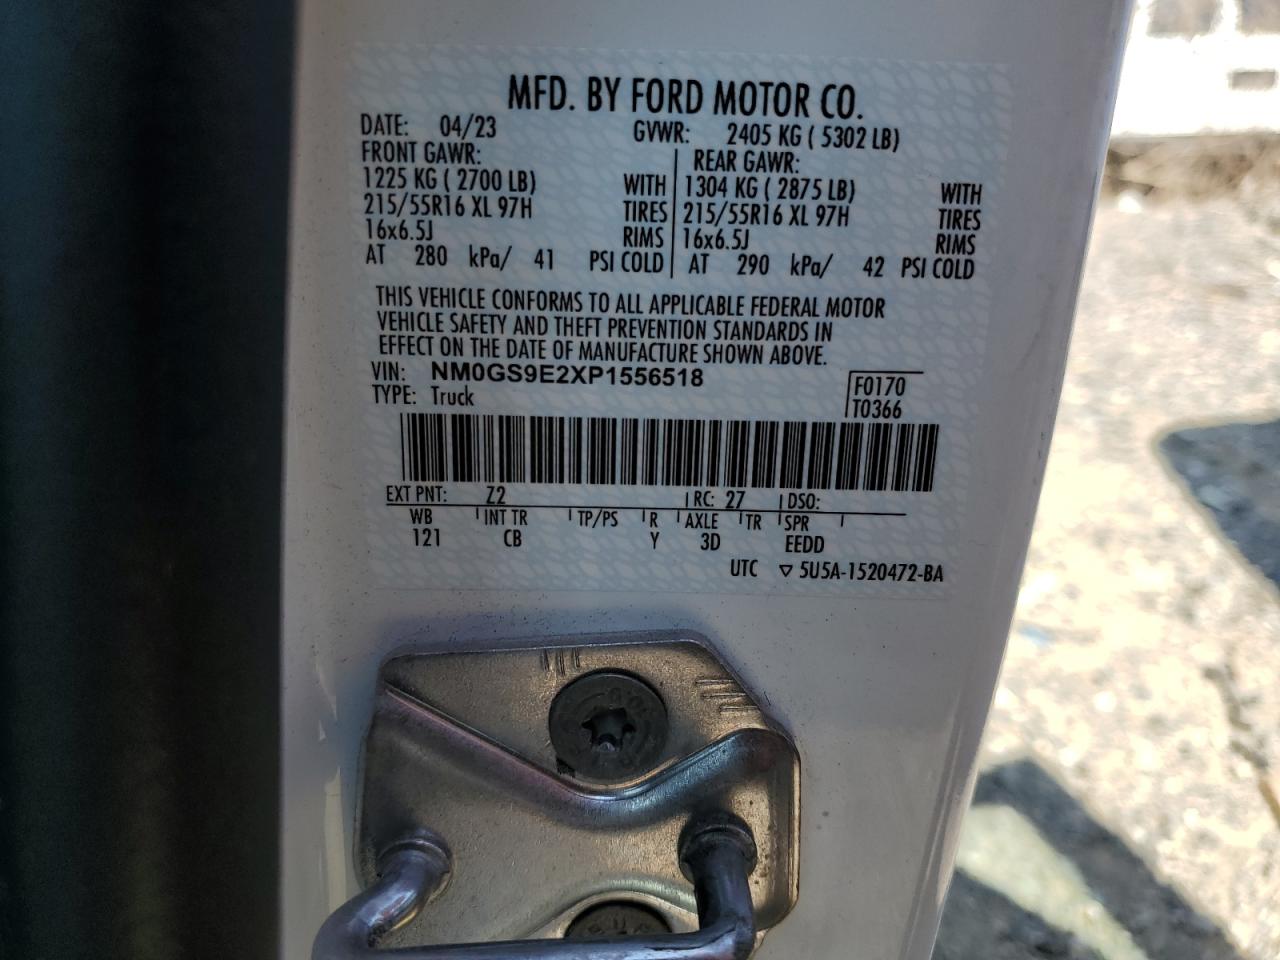 MFD. BY FORD MOTOR CO.
DATE: 04/23 GVWR: 2405 KG ( 5302 LB)
FRONT GAWR: REAR GAWR:
1225 KG ( 2700 LB) WITH 1304 KG ( 2875 LB) WITH
215/55R16 XL 97H TIRES 215/55R16 XL 97H TIRES
16x6.5J RIMS 16x6.5J RIMS
AT 280 kPa/ 41 PSI COLD AT 290 kPa/ 42 PSI COLD
THIS VEHICLE CONFORMS TO ALL APPLICABLE FEDERAL MOTOR
VEHICLE SAFETY AND THEFT PREVENTION STANDARDS IN
EFFECT ON THE DATE OF MANUFACTURE SHOWN ABOVE.
VIN: NM0GS9E2XP1556518 F0170
TYPE: Truck T0366
EXT PNT: Z2 RC: 27 DSO:
WB INT TR TP/PS R AXLE TR SPR
121 CB Y 3D EEDD
UTC ▽ 5U5A-1520472-BA